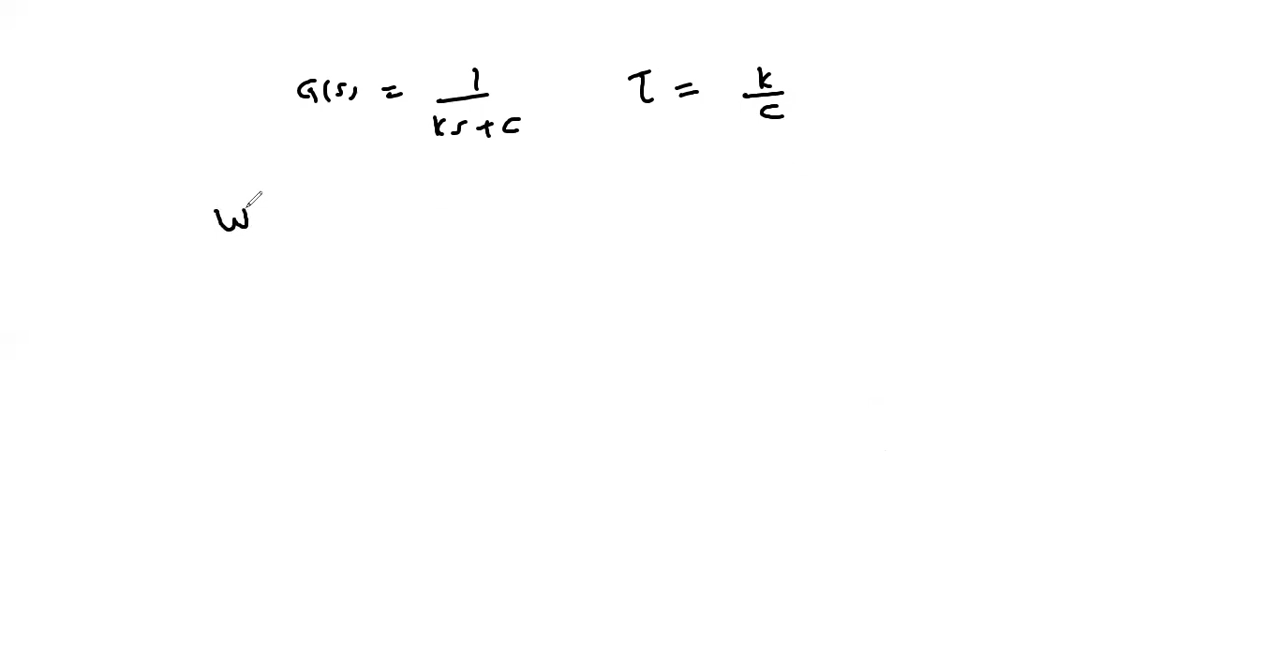 G(s) = 1/(ks + c)    τ = k/c
W